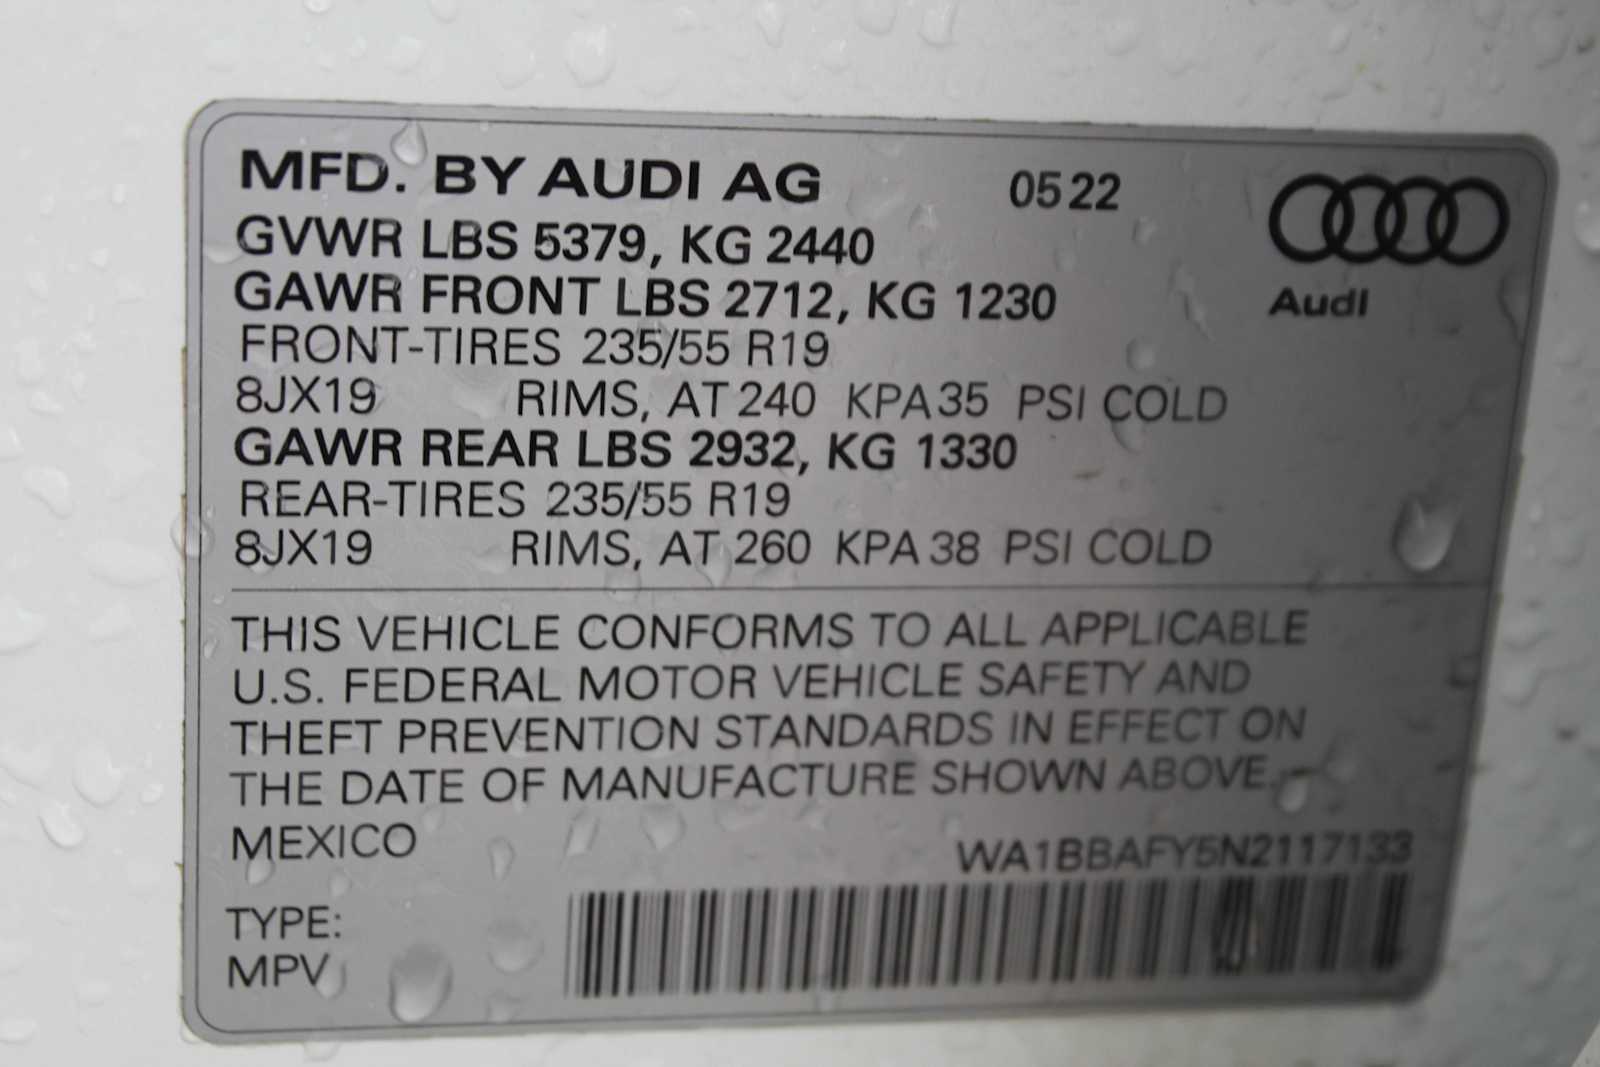 MFD. BY AUDI AG 05 22
GVWR LBS 5379, KG 2440
GAWR FRONT LBS 2712, KG 1230
Audi
FRONT-TIRES 235/55 R19
8JX19 RIMS, AT 240 KPA 35 PSI COLD
GAWR REAR LBS 2932, KG 1330
REAR-TIRES 235/55 R19
8JX19 RIMS, AT 260 KPA 38 PSI COLD
THIS VEHICLE CONFORMS TO ALL APPLICABLE
U.S. FEDERAL MOTOR VEHICLE SAFETY AND
THEFT PREVENTION STANDARDS IN EFFECT ON
THE DATE OF MANUFACTURE SHOWN ABOVE.
MEXICO WA1BBAFY5N2117133
TYPE:
MPV